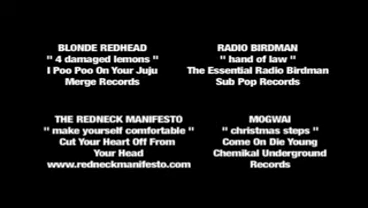 BLONDE REDHEAD
" 4 damaged lemons "
I Poo Poo On Your Juju
Merge Records
RADIO BIRDMAN
" hand of law "
The Essential Radio Birdman
Sub Pop Records
THE REDNECK MANIFESTO
" make yourself comfortable "
Cut Your Heart Off From
Your Head
www.redneckmanifesto.com
MOGWAI
" christmas steps "
Come On Die Young
Chemikal Underground
Records